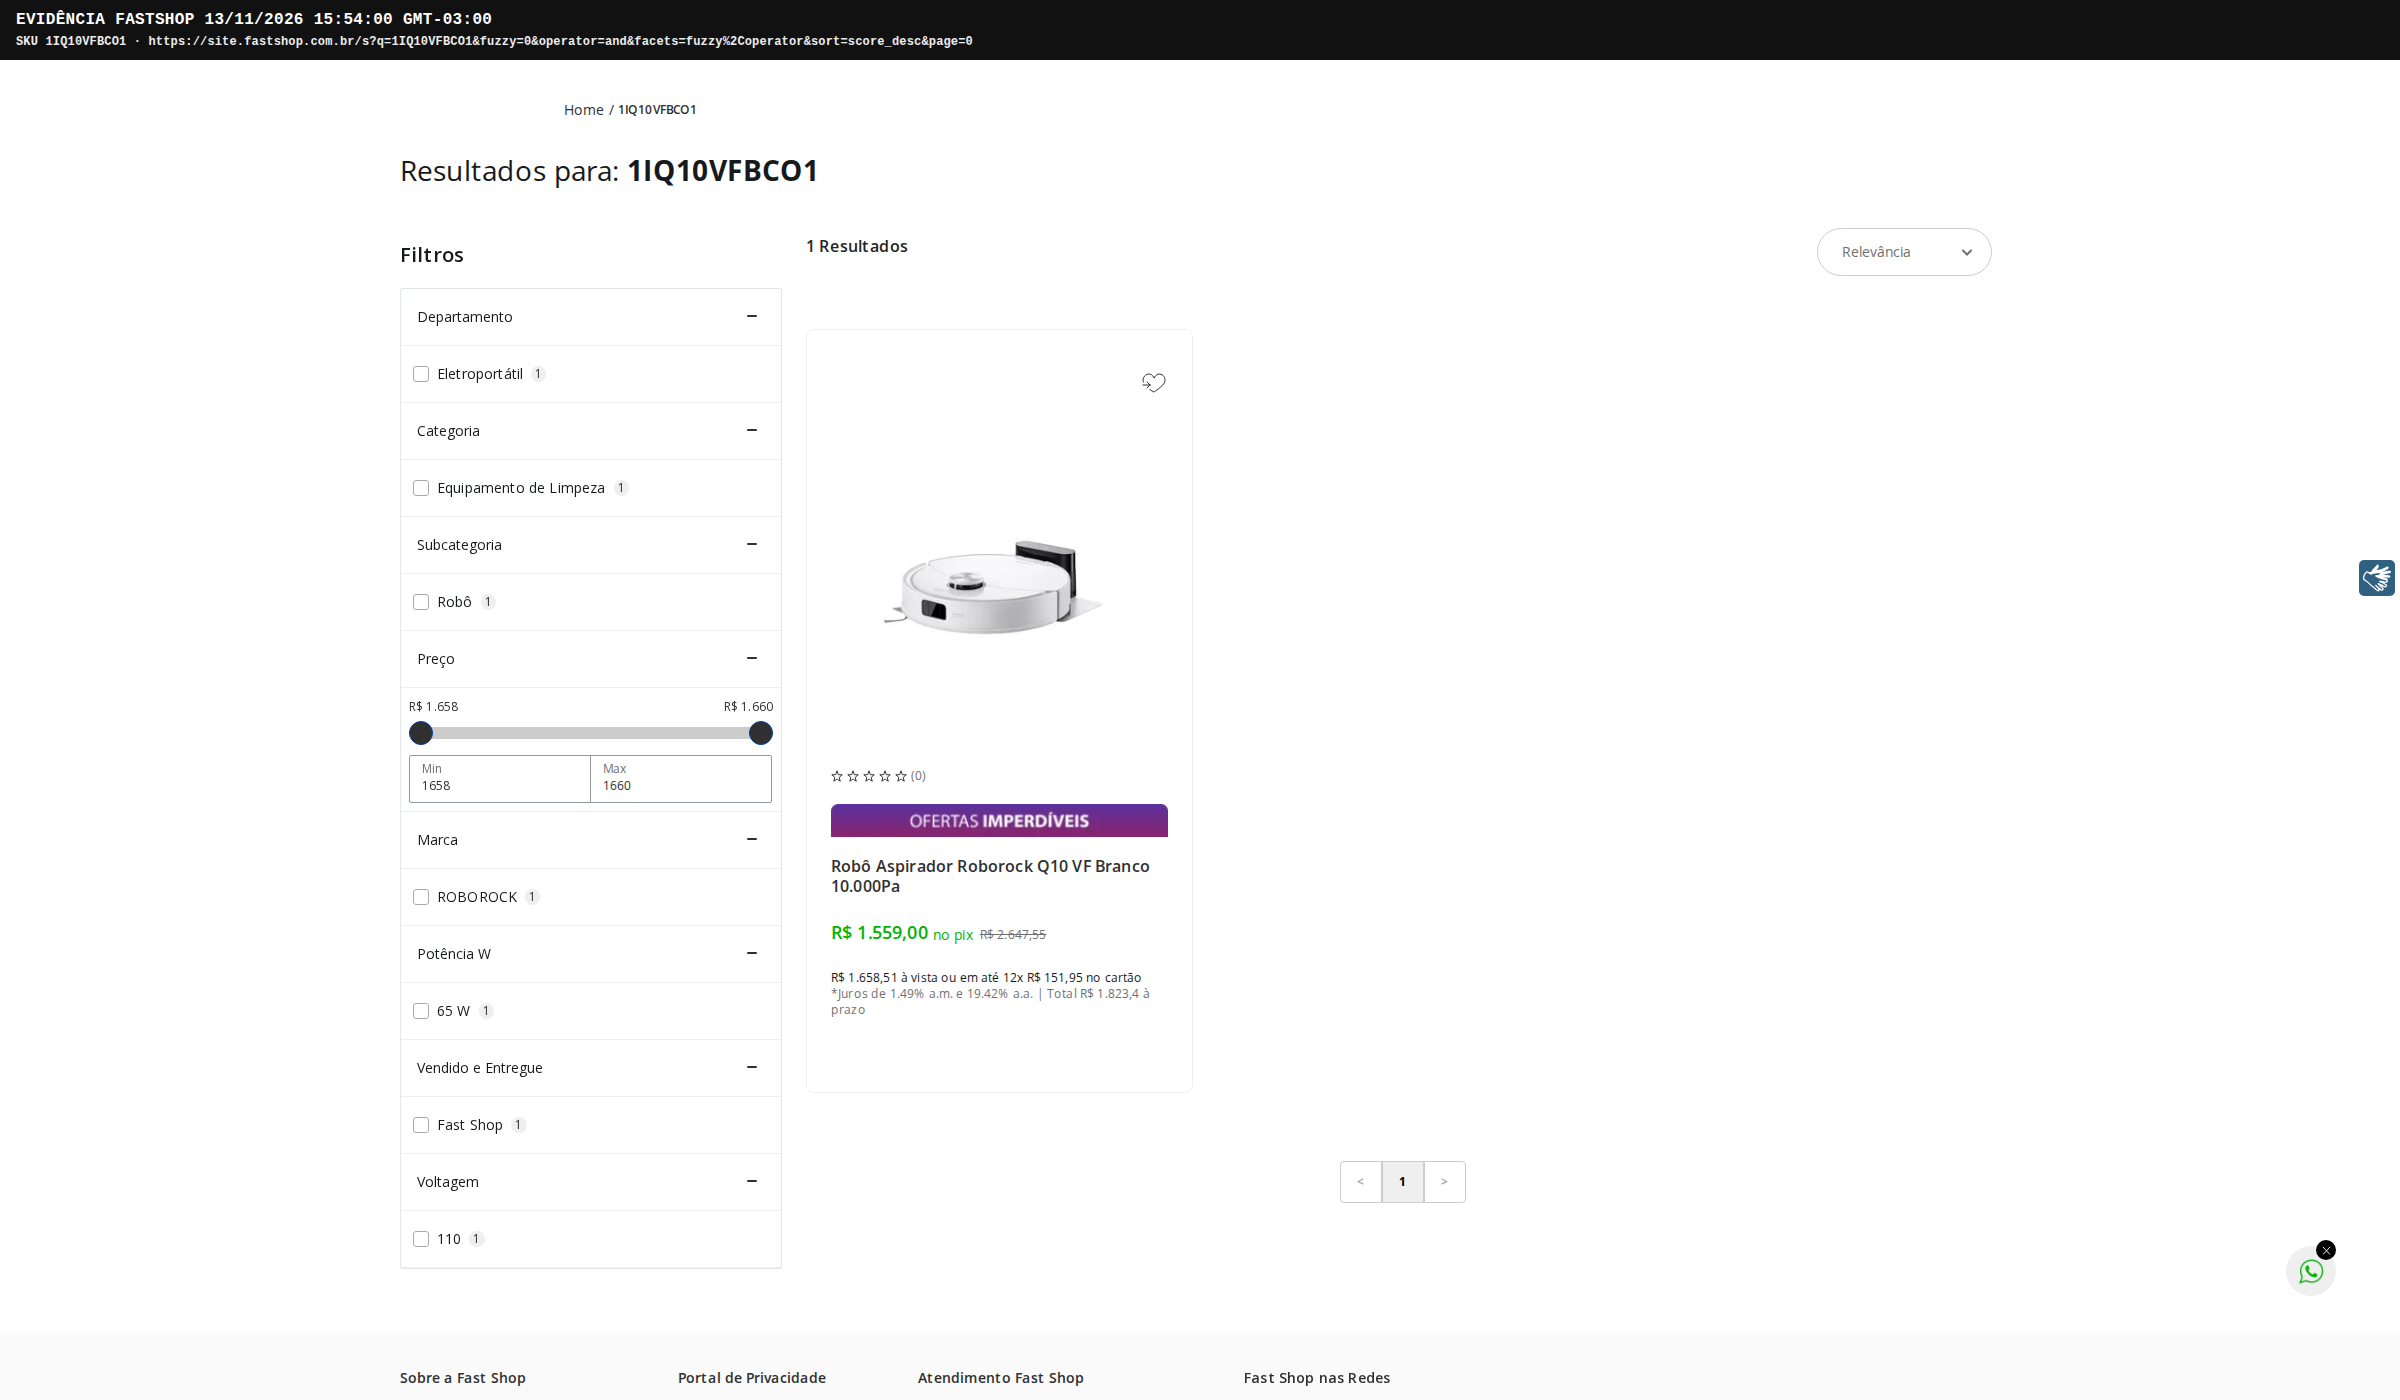 EVIDÊNCIA FASTSHOP 13/11/2026 15:54:00 GMT-03:00
SKU 1IQ10VFBCO1 · https://site.fastshop.com.br/s?q=1IQ10VFBCO1&fuzzy=0&operator=and&facets=fuzzy%2Coperator&sort=score_desc&page=0
Home / 1IQ10VFBCO1
Resultados para: 1IQ10VFBCO1
Filtros
Departamento
Eletroportátil 1
Categoria
Equipamento de Limpeza 1
Subcategoria
Robô 1
Preço
R$ 1.658 R$ 1.660
Min Max
1658 1660
Marca
ROBOROCK 1
Potência W
65 W 1
Vendido e Entregue
Fast Shop 1
Voltagem
110 1
1 Resultados
Relevância
(0)
OFERTAS IMPERDÍVEIS
Robô Aspirador Roborock Q10 VF Branco
10.000Pa
R$ 1.559,00 no pix R$ 2.647,55
R$ 1.658,51 à vista ou em até 12x R$ 151,95 no cartão
*Juros de 1.49% a.m. e 19.42% a.a. | Total R$ 1.823,4 à
prazo
< 1 >
Sobre a Fast Shop
Portal de Privacidade
Atendimento Fast Shop
Fast Shop nas Redes